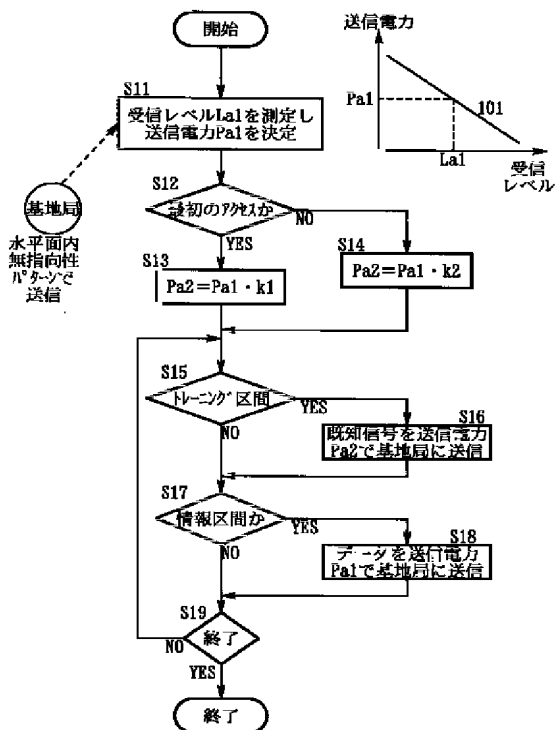 開始
送信電力
Pa1
101
La1
受信
レベル
S11
受信レベルLa1を測定し
送信電力Pa1を決定
基地局
水平面内
無指向性
パターンで
送信
S12
最初のアクセスか
NO
YES
S13
Pa2=Pa1・k1
S14
Pa2=Pa1・k2
S15
トレーニング区間
YES
NO
S16
既知信号を送信電力
Pa2で基地局に送信
S17
情報区間か
YES
NO
S18
データを送信電力
Pa1で基地局に送信
S19
終了
NO
YES
終了